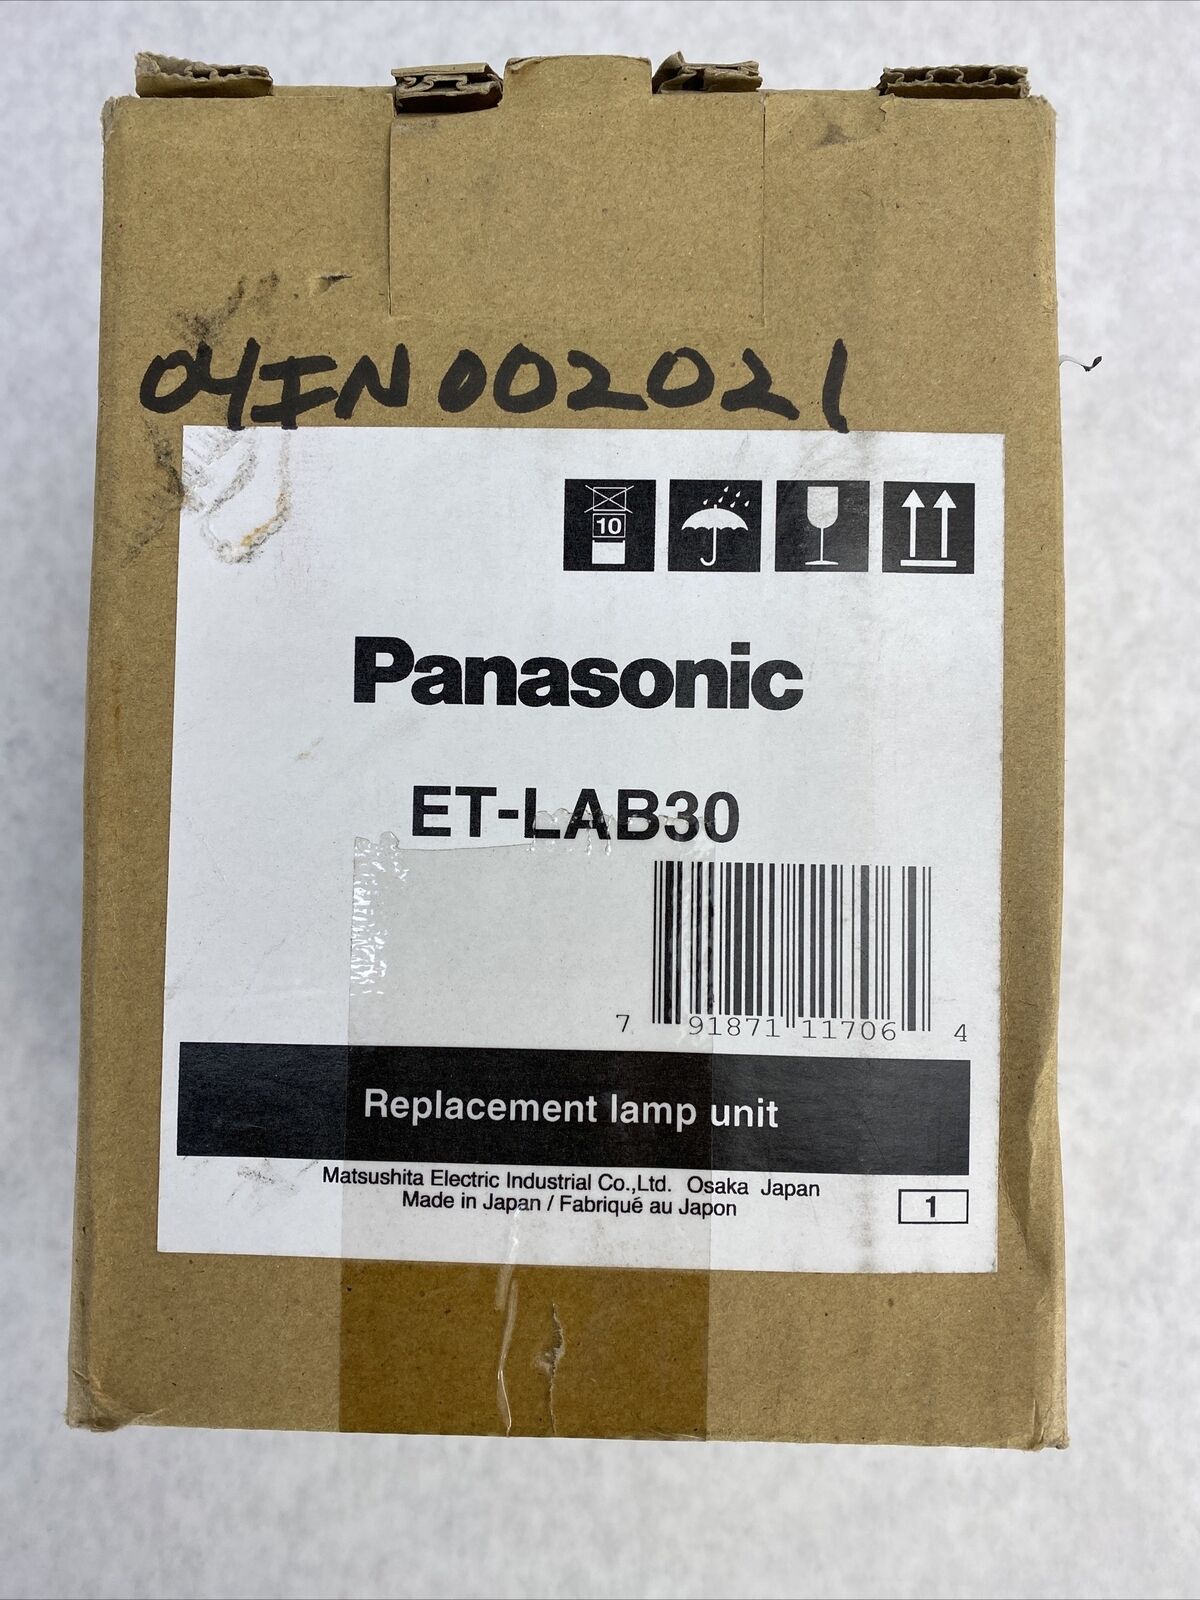 04IN002021
10
Panasonic
ET-LAB30
7 91871 11706 4
Replacement lamp unit
Matsushita Electric Industrial Co.,Ltd. Osaka Japan
Made in Japan / Fabriqué au Japon
1